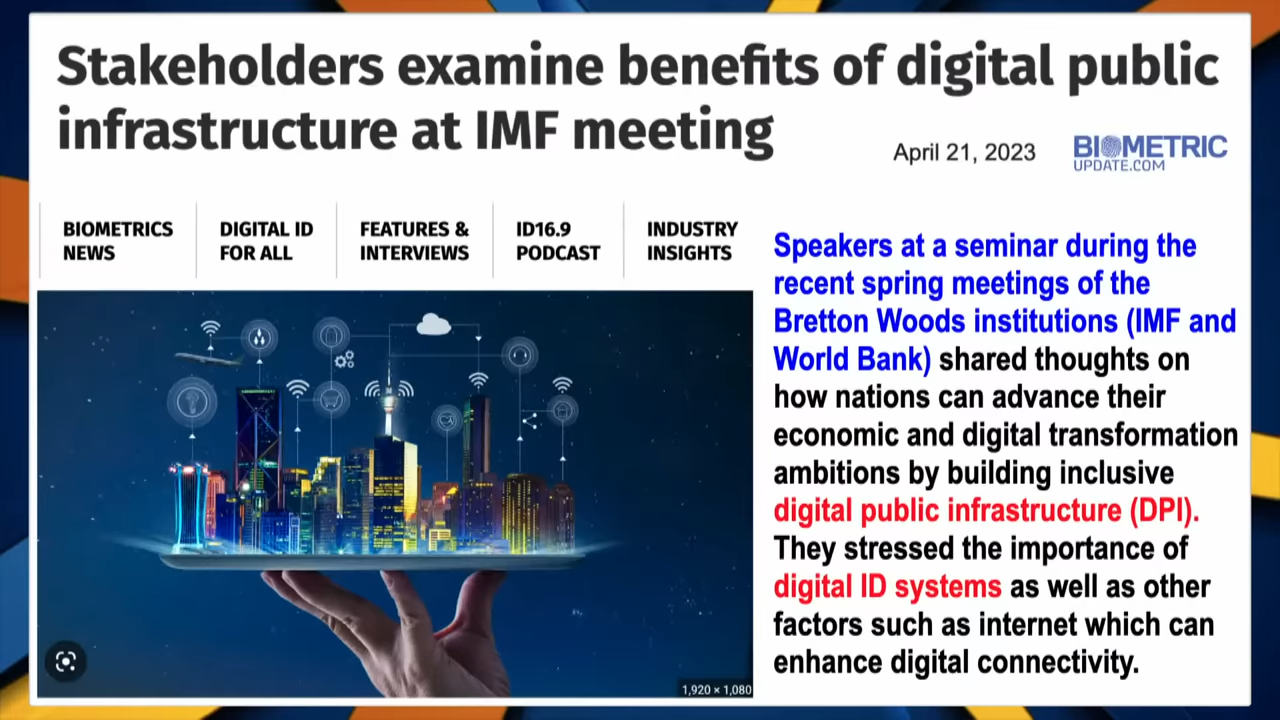 Stakeholders examine benefits of digital public
infrastructure at IMF meeting
April 21, 2023
BIOMETRIC
UPDATE.COM
BIOMETRICS
NEWS
DIGITAL ID
FOR ALL
FEATURES &
INTERVIEWS
ID16.9
PODCAST
INDUSTRY
INSIGHTS
Speakers at a seminar during the
recent spring meetings of the
Bretton Woods institutions (IMF and
World Bank) shared thoughts on
how nations can advance their
economic and digital transformation
ambitions by building inclusive
digital public infrastructure (DPI).
They stressed the importance of
digital ID systems as well as other
factors such as internet which can
enhance digital connectivity.
1,920 × 1,080